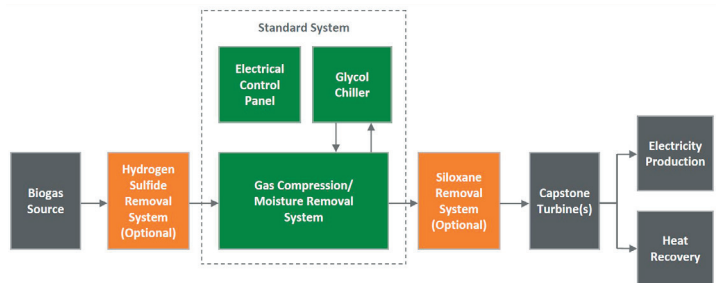 Standard System
Electrical
Control
Panel
Glycol
Chiller
Biogas
Source
Hydrogen
Sulfide
Removal
System
(Optional)
Gas Compression/
Moisture Removal
System
Siloxane
Removal
System
(Optional)
Capstone
Turbine(s)
Electricity
Production
Heat
Recovery